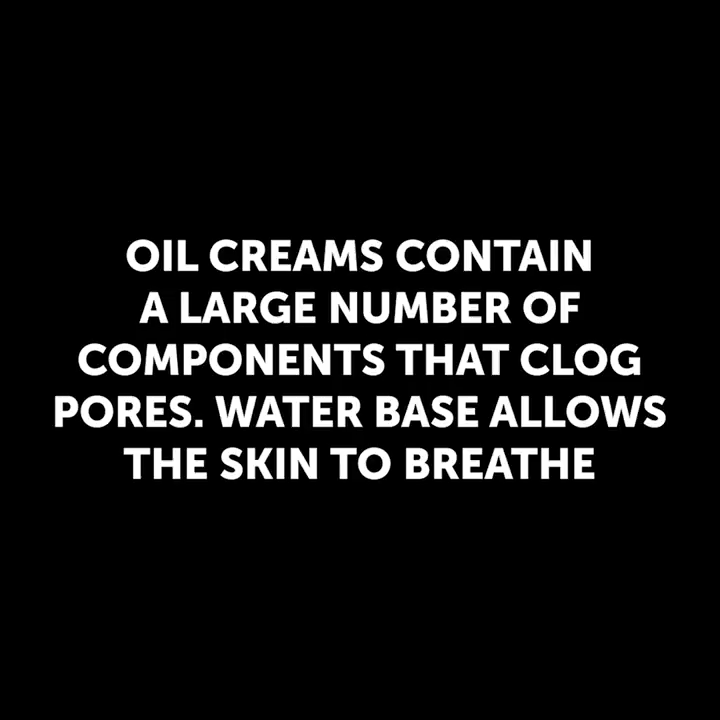 OIL CREAMS CONTAIN
A LARGE NUMBER OF
COMPONENTS THAT CLOG
PORES. WATER BASE ALLOWS
THE SKIN TO BREATHE